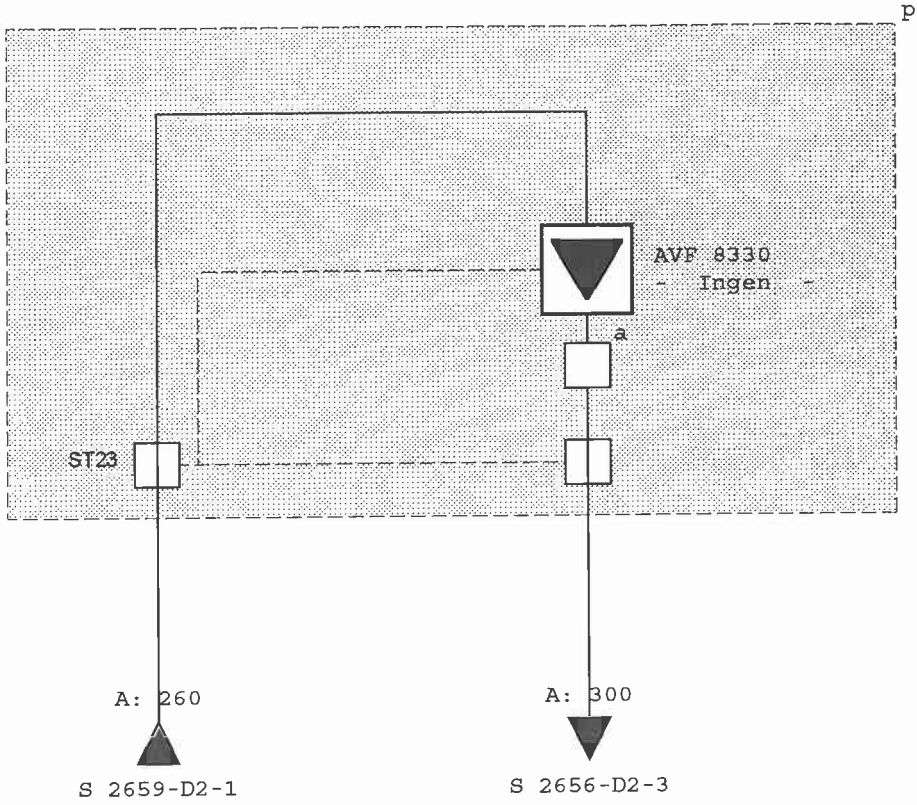 p
AVF 8330
- Ingen -
a
ST23
A: 260
A: 300
S 2659-D2-1
S 2656-D2-3